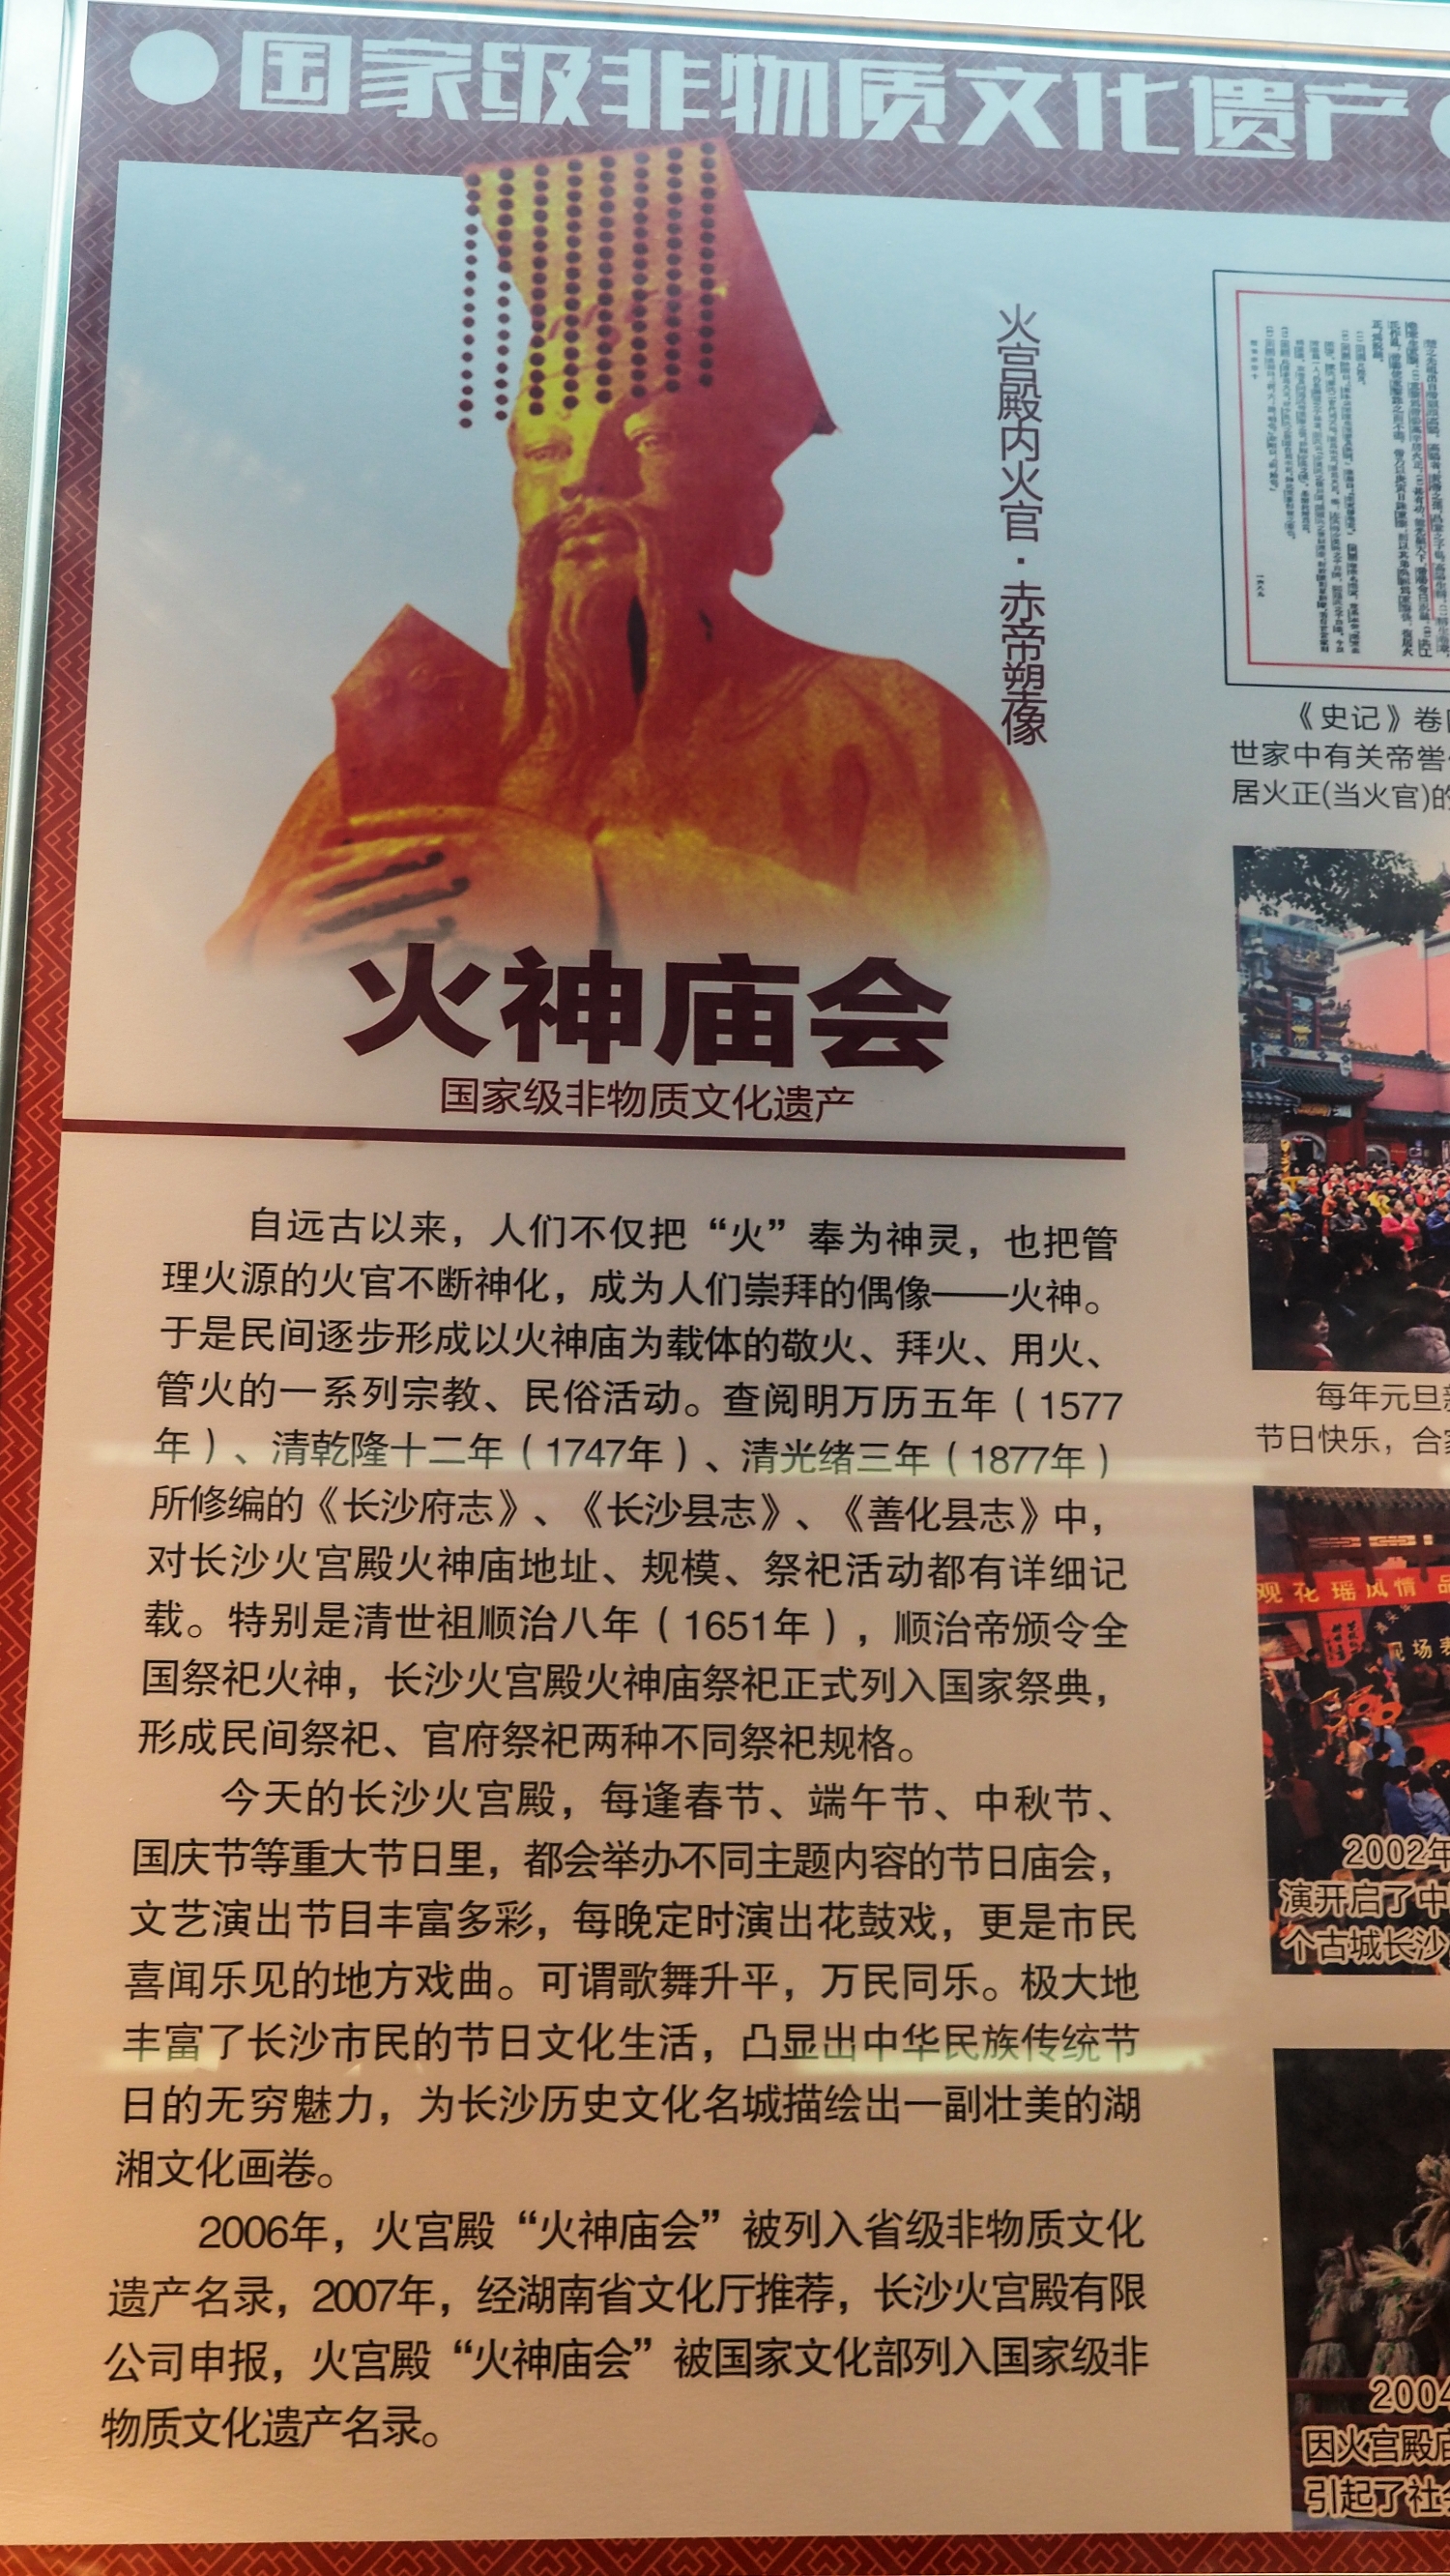 国家级非物质文化遗产
火宫殿内火官·赤帝塑像
火神庙会
国家级非物质文化遗产
自远古以来，人们不仅把“火”奉为神灵，也把管
理火源的火官不断神化，成为人们崇拜的偶像——火神。
于是民间逐步形成以火神庙为载体的敬火、拜火、用火、
管火的一系列宗教、民俗活动。查阅明万历五年（1577
年）、清乾隆十二年（1747年）、清光绪三年（1877年）
所修编的《长沙府志》、《长沙县志》、《善化县志》中，
对长沙火宫殿火神庙地址、规模、祭祀活动都有详细记
载。特别是清世祖顺治八年（1651年），顺治帝颁令全
国祭祀火神，长沙火宫殿火神庙祭祀正式列入国家祭典，
形成民间祭祀、官府祭祀两种不同祭祀规格。
今天的长沙火宫殿，每逢春节、端午节、中秋节、
国庆节等重大节日里，都会举办不同主题内容的节日庙会，
文艺演出节目丰富多彩，每晚定时演出花鼓戏，更是市民
喜闻乐见的地方戏曲。可谓歌舞升平，万民同乐。极大地
丰富了长沙市民的节日文化生活，凸显出中华民族传统节
日的无穷魅力，为长沙历史文化名城描绘出一副壮美的湖
湘文化画卷。
2006年，火宫殿“火神庙会”被列入省级非物质文化
遗产名录，2007年，经湖南省文化厅推荐，长沙火宫殿有限
公司申报，火宫殿“火神庙会”被国家文化部列入国家级非
物质文化遗产名录。
《史记》卷
世家中有关帝喾
居火正(当火官)的
每年元旦
节日快乐，合
观花瑶风情 品
现场
2002年
演开启了中
个古城长沙
2004
因火宫殿
引起了社